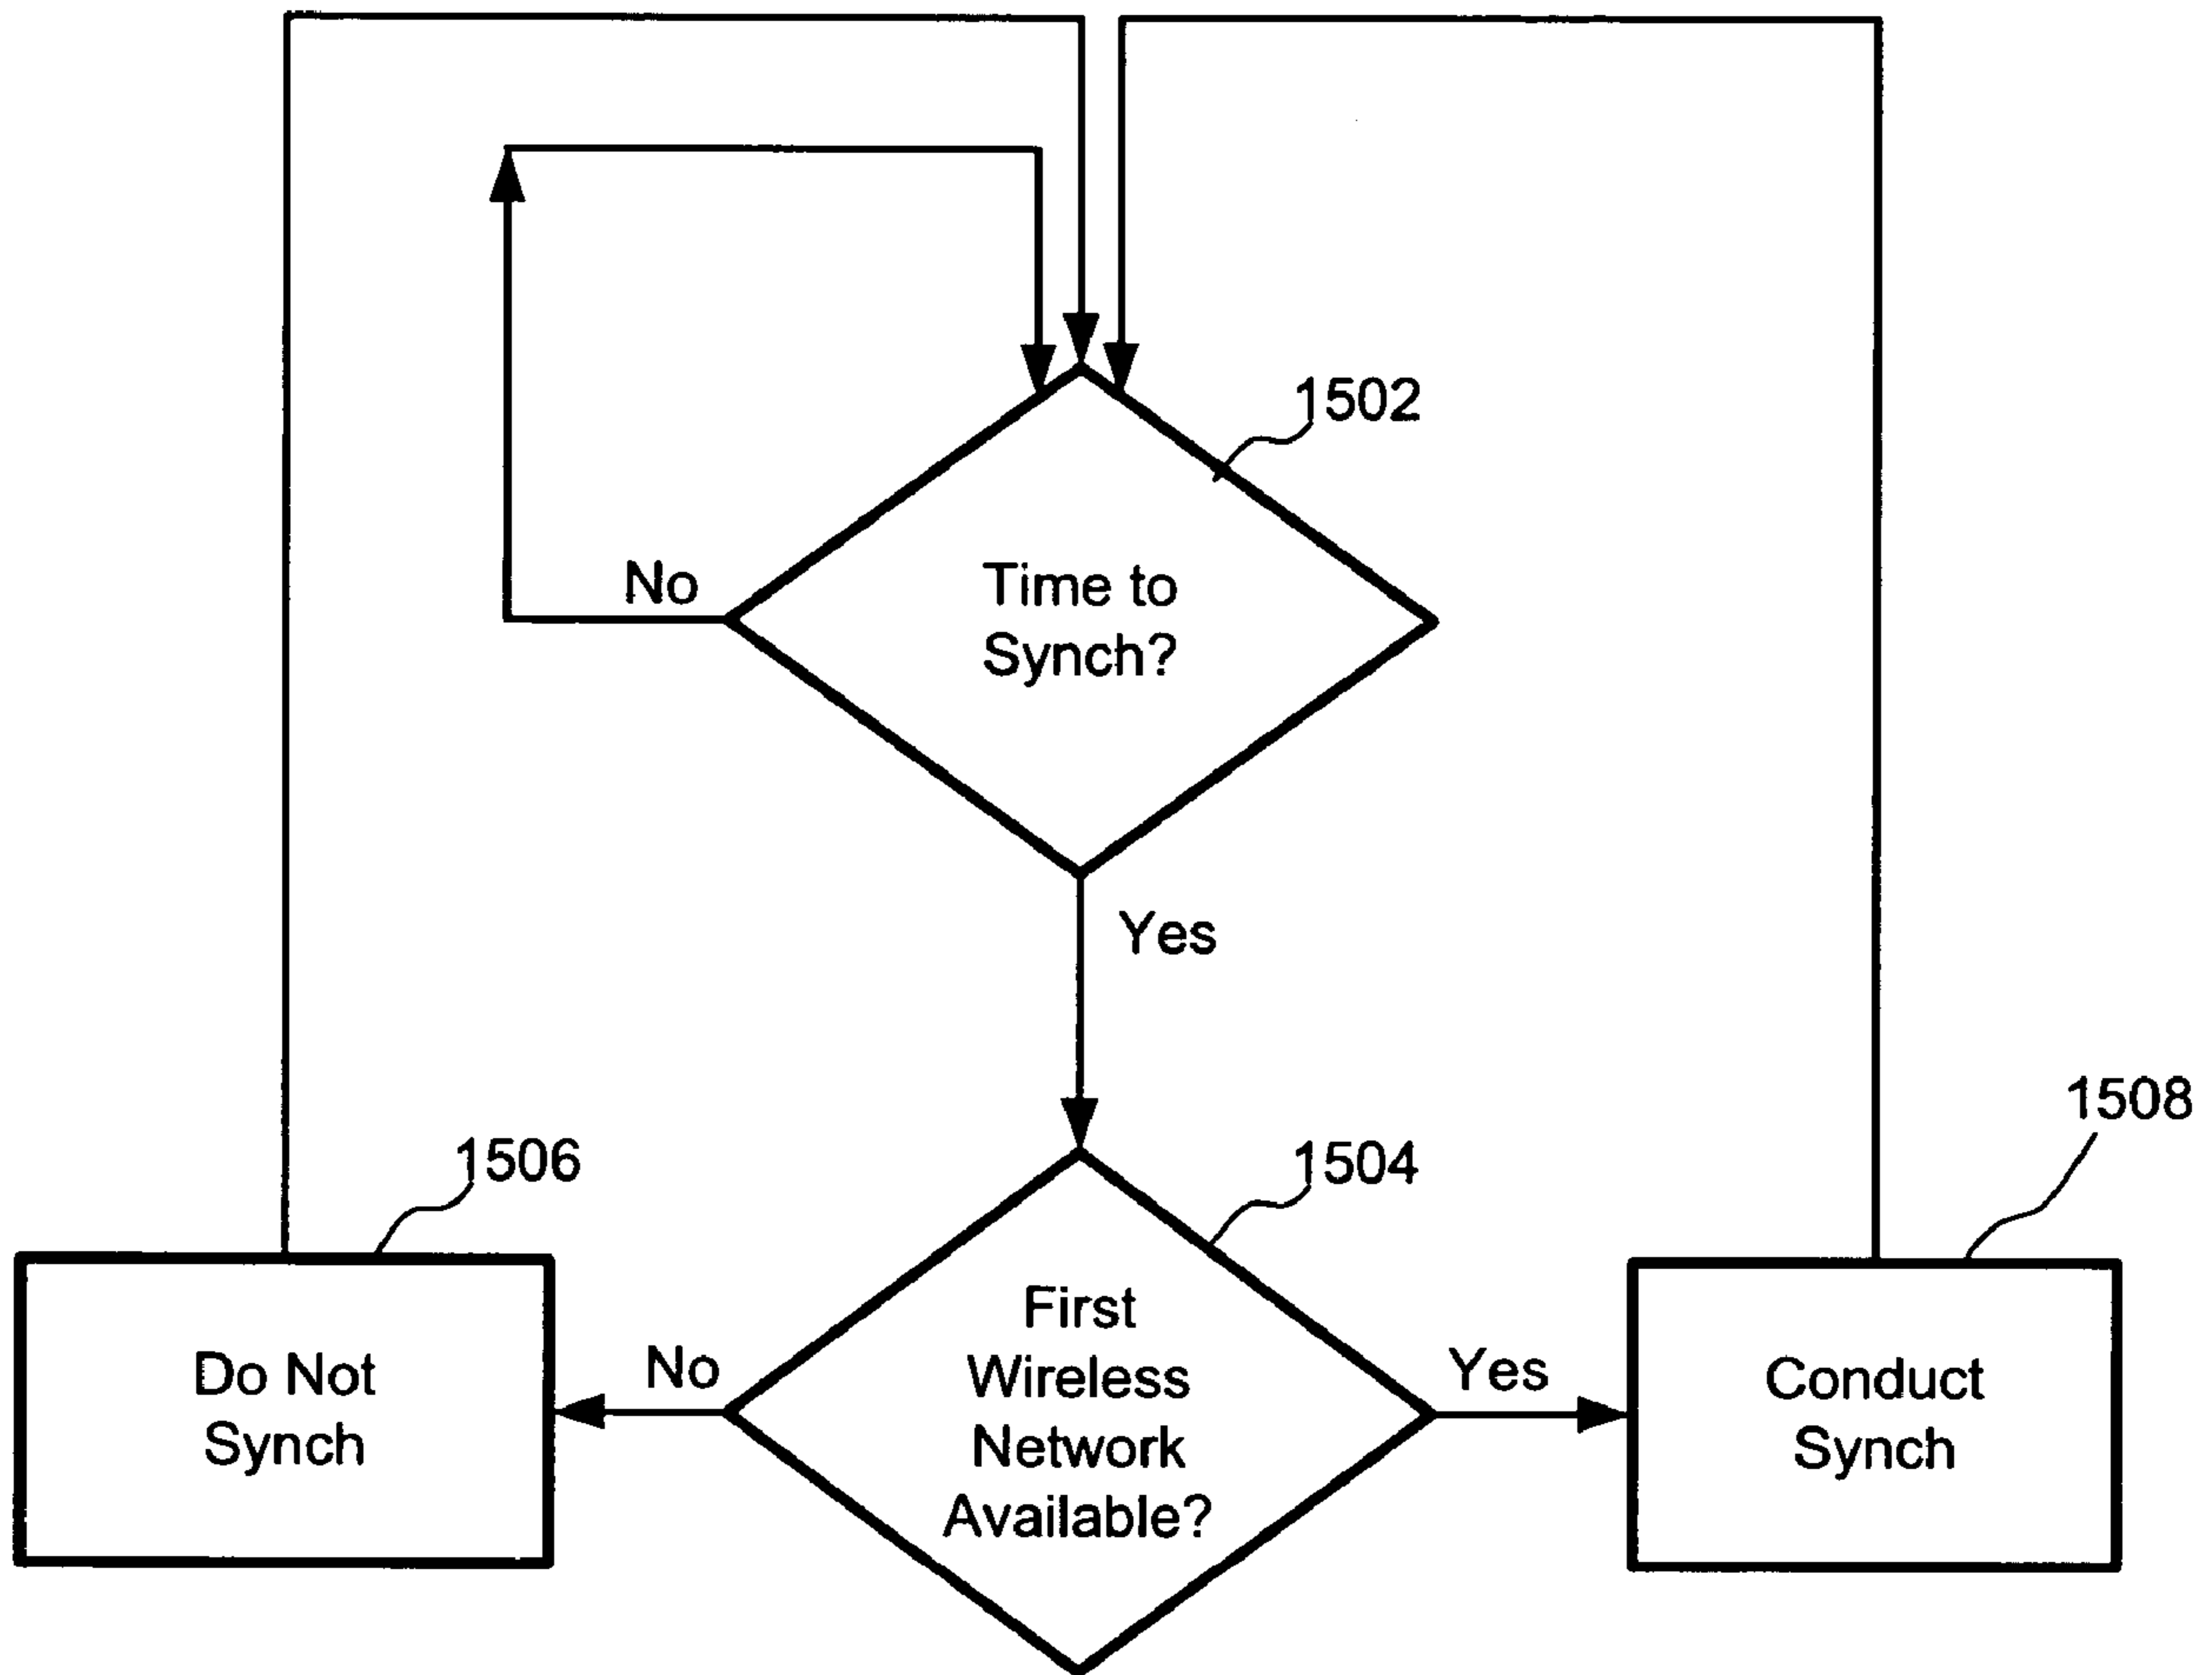 1502
Time to
Synch?
No
Yes
1508
1506
1504
First
Wireless
Network
Available?
No
Yes
Do Not
Synch
Conduct
Synch